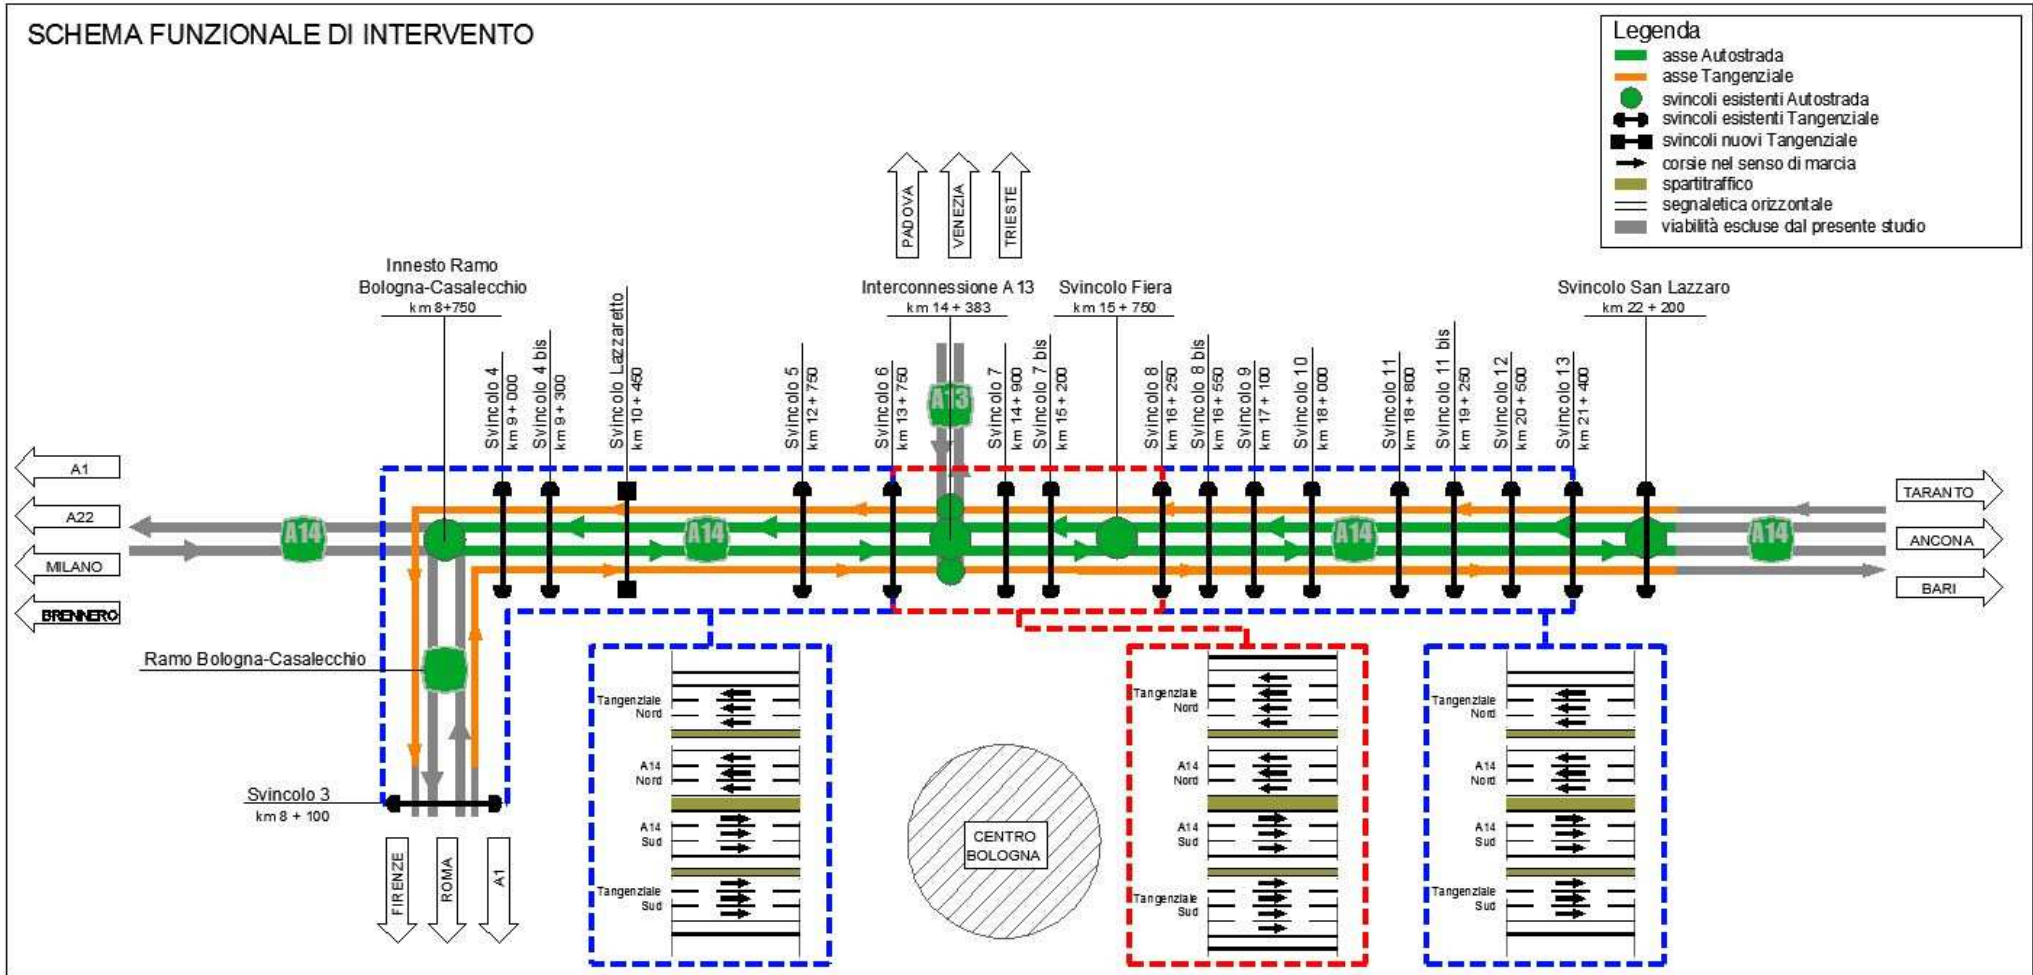 SCHEMA FUNZIONALE DI INTERVENTO
Legenda
asse Autostrada
asse Tangenziale
svincoli esistenti Autostrada
svincoli esistenti Tangenziale
svincoli nuovi Tangenziale
corsie nel senso di marcia
spartitraffico
segnaletica orizzontale
viabilità escluse dal presente studio
PADOVA
VENEZIA
TRIESTE
Innesto Ramo
Bologna-Casalecchio
km 8+750
Interconnessione A13
km 14 + 383
Svincolo Fiera
km 15 + 750
Svincolo San Lazzaro
km 22 + 200
Svincolo 4
km 9 + 000
Svincolo 4 bis
km 9 + 300
Svincolo Lazzaretto
km 10 + 450
Svincolo 5
km 12 + 750
Svincolo 6
km 13 + 750
A13
Svincolo 7
km 14 + 900
Svincolo 7 bis
km 15 + 200
Svincolo 8
km 16 + 250
Svincolo 8 bis
km 16 + 550
Svincolo 9
km 17 + 100
Svincolo 10
km 18 + 000
Svincolo 11
km 18 + 800
Svincolo 11 bis
km 19 + 250
Svincolo 12
km 20 + 500
Svincolo 13
km 21 + 400
A1
A22
MILANO
BRENNERO
A14
A14
A14
A14
TARANTO
ANCONA
BARI
Ramo Bologna-Casalecchio
Svincolo 3
km 8 + 100
FIRENZE
ROMA
A1
Tangenziale
Nord
A14
Nord
A14
Sud
Tangenziale
Sud
CENTRO
BOLOGNA
Tangenziale
Nord
A14
Nord
A14
Sud
Tangenziale
Sud
Tangenziale
Nord
A14
Nord
A14
Sud
Tangenziale
Sud